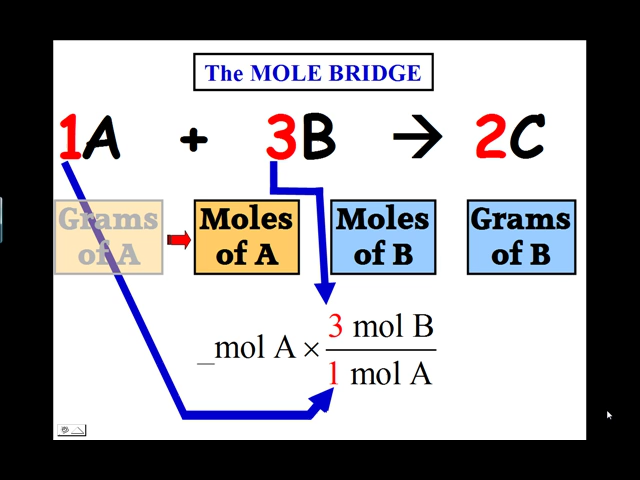 The MOLE BRIDGE
1A + 3B → 2C
Grams of A
Moles of A
Moles of B
Grams of B
_mol A × 3 mol B
1 mol A